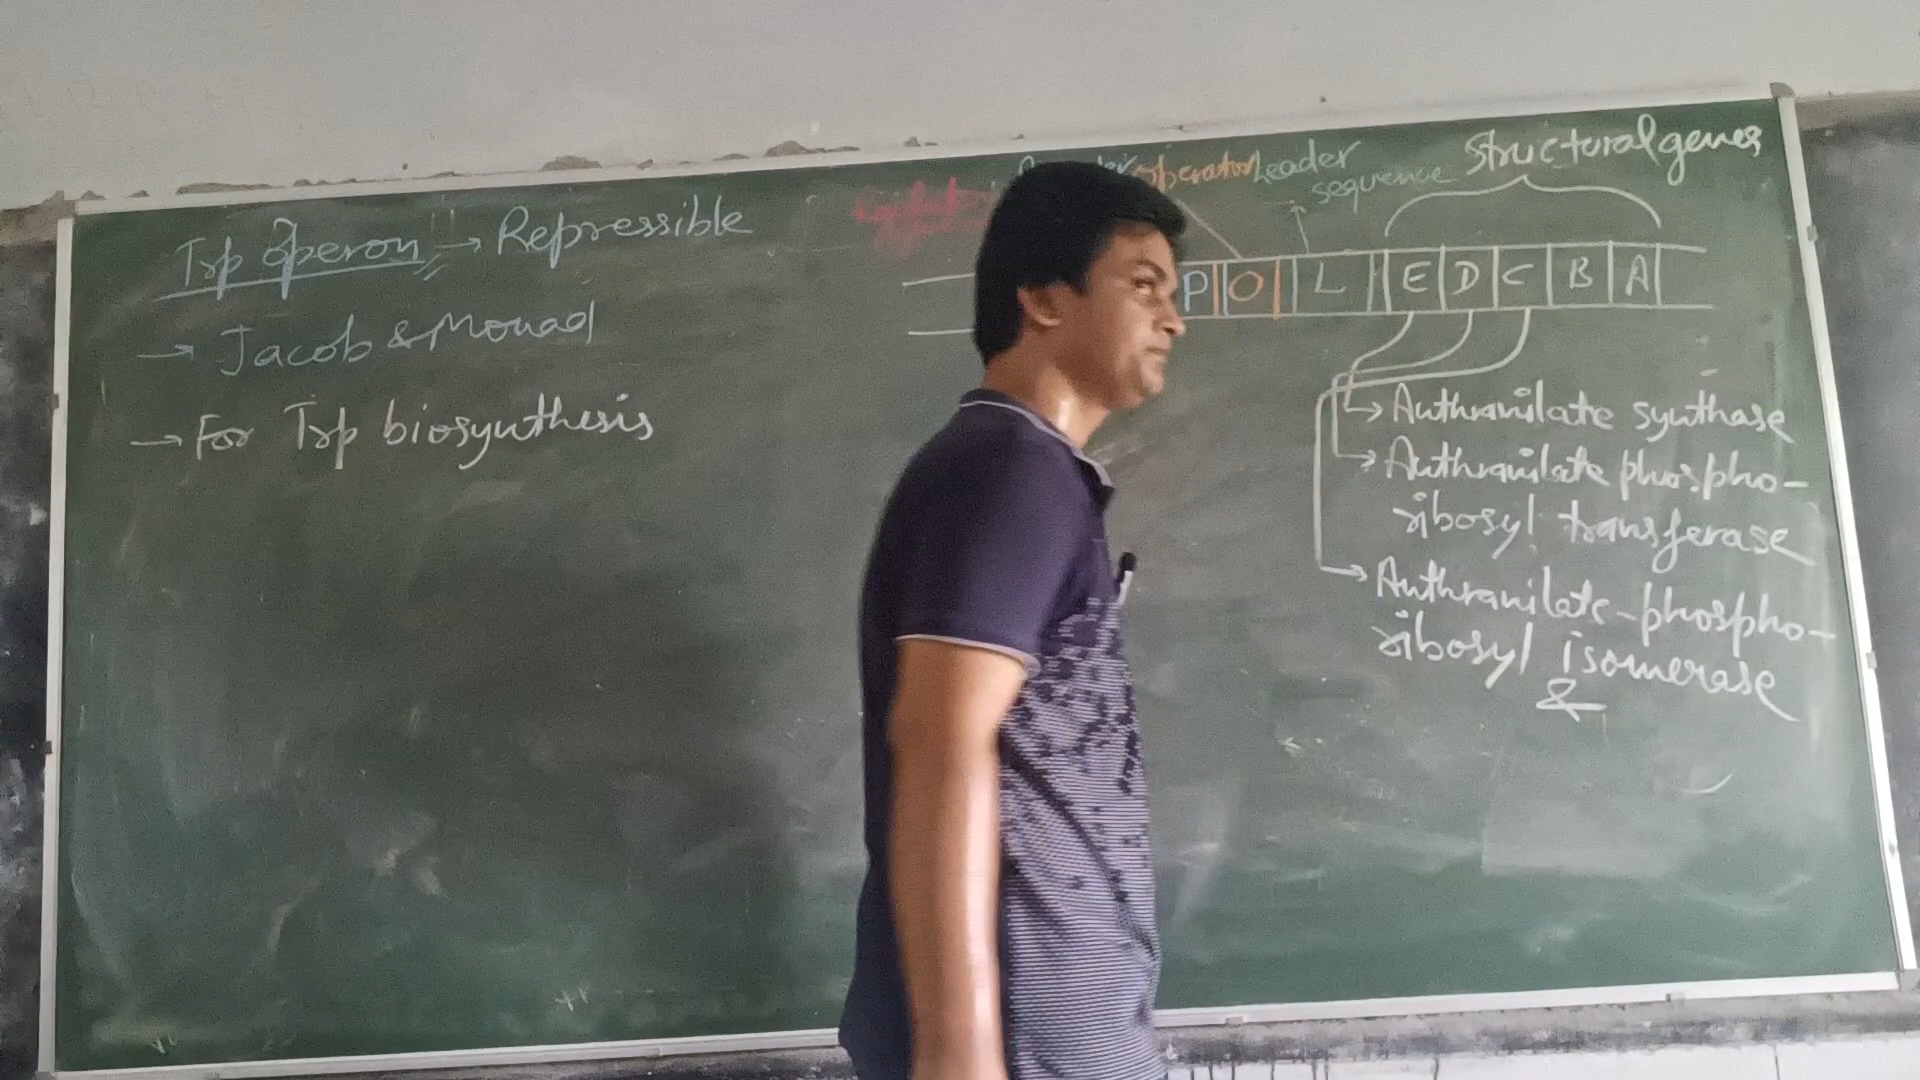 Trp Operon → Repressible
→ Jacob & Monad
→ For Trp biosynthesis
operator Leader
sequence
Structural genes
P O L E D C B A
→ Anthranilate synthase
→ Anthranilate phospho-
ribosyl transferase
→ Anthranilate-phospho-
ribosyl isomerase
&